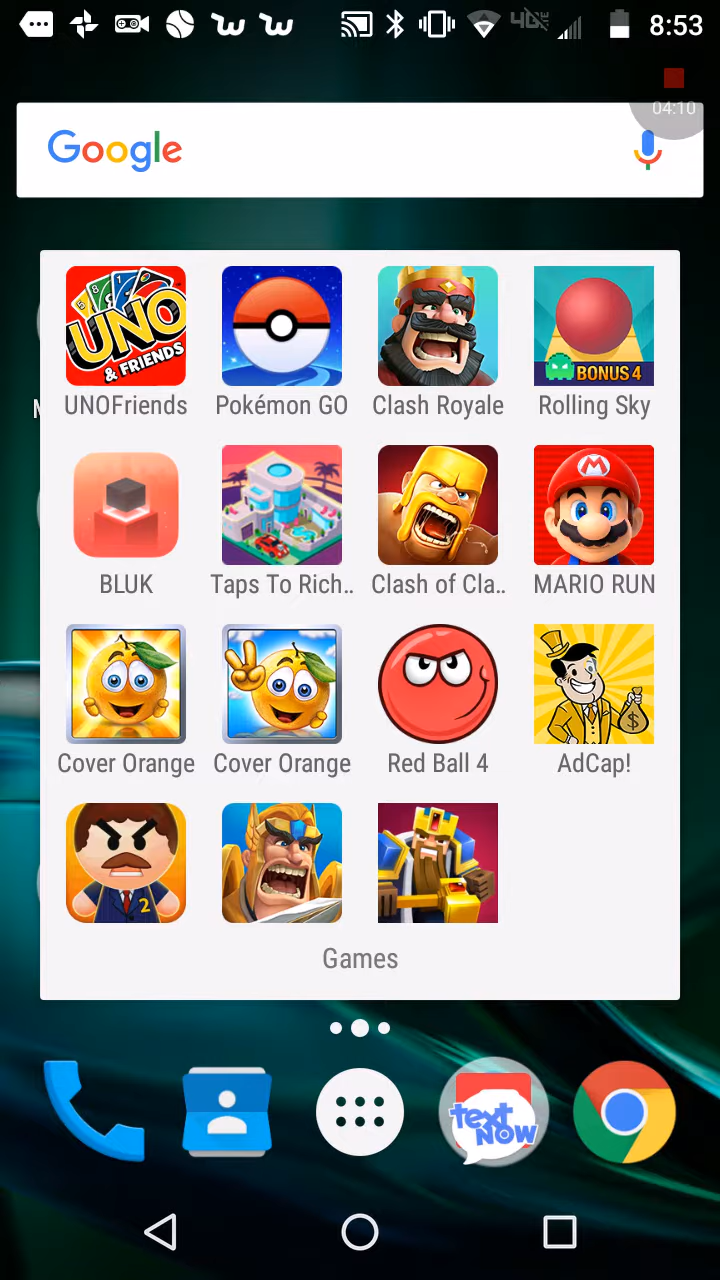 8:53
04:10
Google
UNO
& FRIENDS
BONUS 4
UNOFriends Pokémon GO Clash Royale Rolling Sky
M
BLUK Taps To Rich.. Clash of Cla.. MARIO RUN
$
Cover Orange Cover Orange Red Ball 4 AdCap!
2
Games
text
NOW